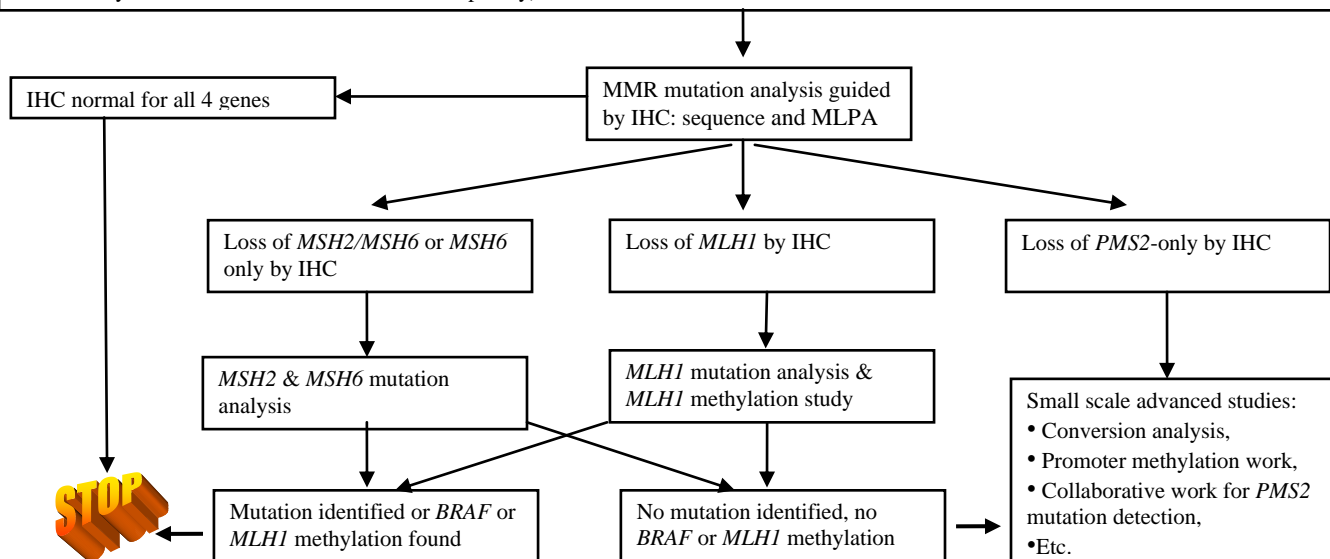 MMR mutation analysis guided
by IHC: sequence and MLPA
IHC normal for all 4 genes
Loss of MSH2/MSH6 or MSH6
only by IHC
Loss of MLH1 by IHC
Loss of PMS2-only by IHC
MSH2 & MSH6 mutation
analysis
MLH1 mutation analysis &
MLH1 methylation study
Small scale advanced studies:
• Conversion analysis,
• Promoter methylation work,
• Collaborative work for PMS2
mutation detection,
•Etc.
STOP
Mutation identified or BRAF or
MLH1 methylation found
No mutation identified, no
BRAF or MLH1 methylation